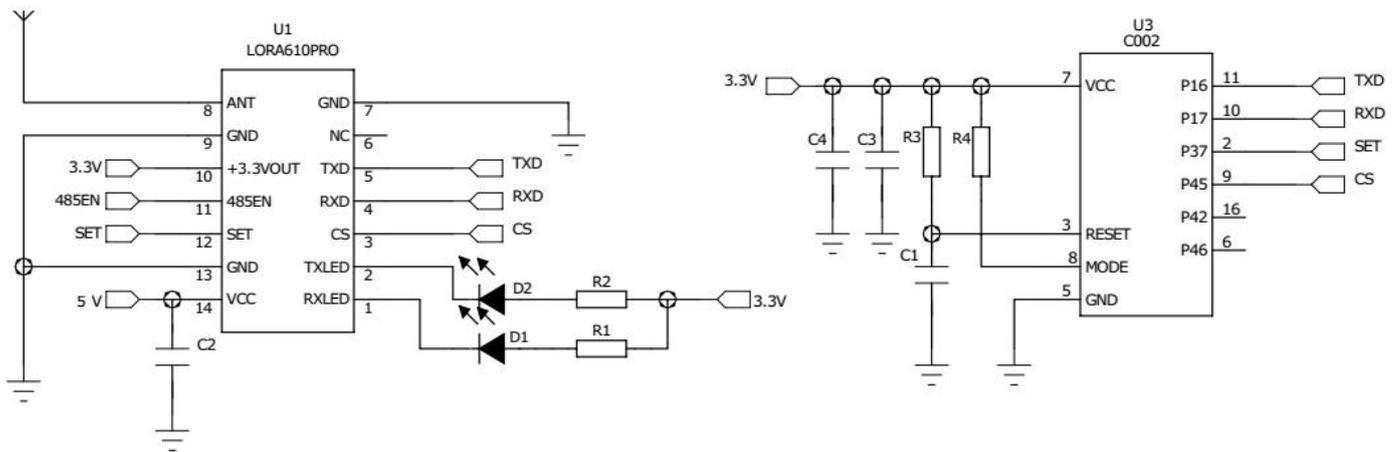 U1
LORA610PRO
ANT
8
GND
9
3.3V
+3.3VOUT
10
485EN
485EN
11
SET
SET
12
GND
13
5 V
VCC
14
C2
GND
7
NC
6
TXD
5
TXD
RXD
4
RXD
CS
3
CS
TXLED
2
RXLED
1
D2
R2
3.3V
D1
R1
U3
C002
3.3V
7
VCC
C4
C3
R3
R4
C1
3
RESET
8
MODE
5
GND
P16
11
TXD
P17
10
RXD
P37
2
SET
P45
9
CS
P42
16
P46
6